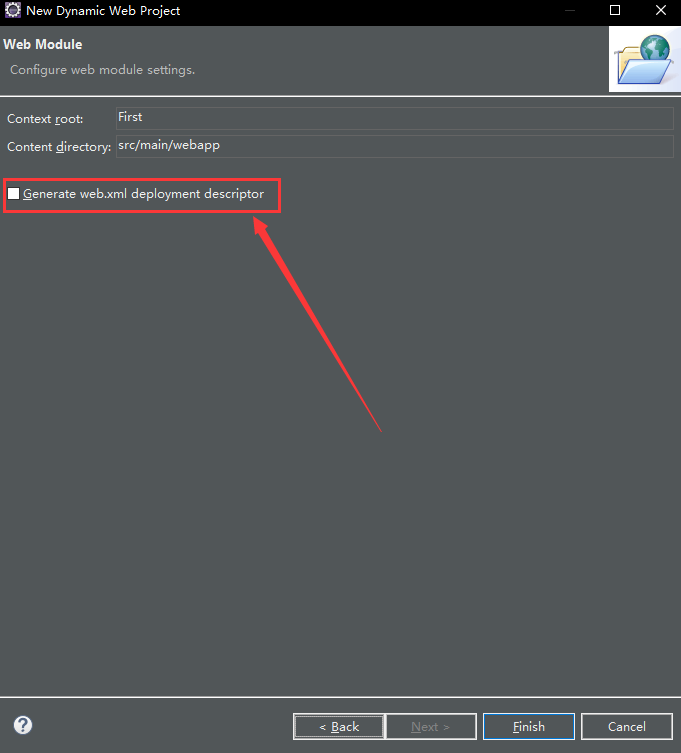 New Dynamic Web Project
Web Module
Configure web module settings.
Context root: First
Content directory: src/main/webapp
Generate web.xml deployment descriptor
?
< Back Next > Finish Cancel